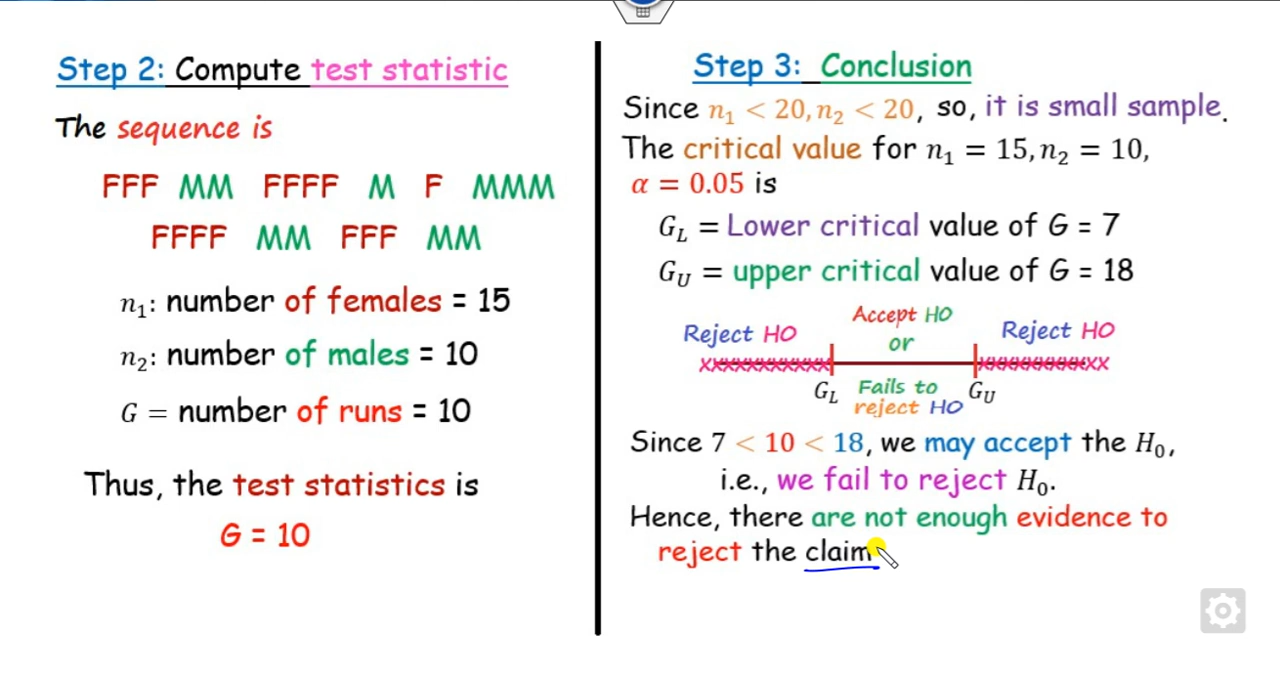 Step 2: Compute test statistic
The sequence is
FFF MM FFFF M F MMM
FFFF MM FFF MM
n₁: number of females = 15
n₂: number of males = 10
G = number of runs = 10
Thus, the test statistics is
G = 10
Step 3: Conclusion
Since n₁ < 20, n₂ < 20, so, it is small sample.
The critical value for n₁ = 15, n₂ = 10,
α = 0.05 is
G_L = Lower critical value of G = 7
G_U = upper critical value of G = 18
Reject HO Accept HO Reject HO
or
XXXXXXXXXXXX XXXXXXXXXXXX
G_L Fails to G_U
reject HO
Since 7 < 10 < 18, we may accept the H₀,
i.e., we fail to reject H₀.
Hence, there are not enough evidence to
reject the claim